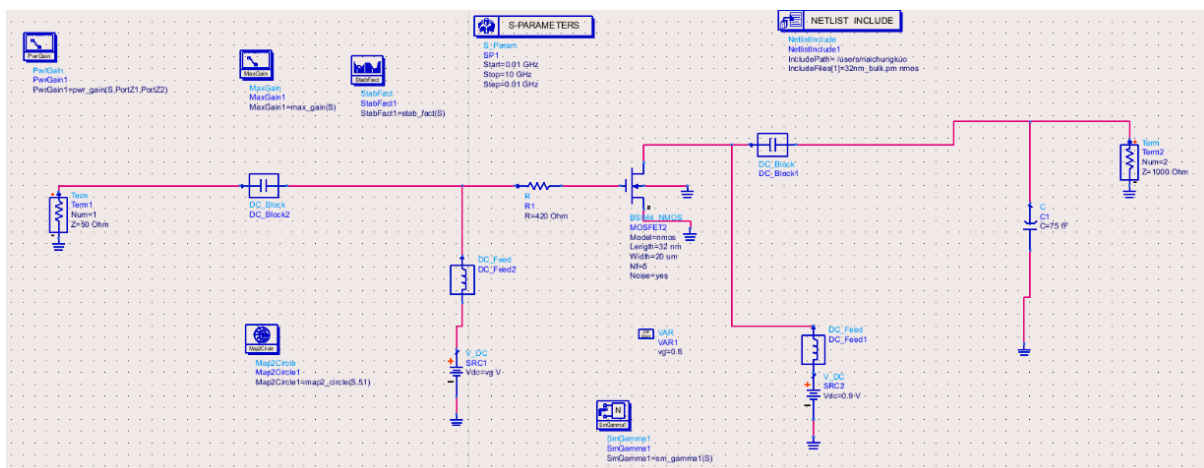 S-PARAMETERS
S_Param
SP1
Start=0.01 GHz
Stop=10 GHz
Step=0.01 GHz
NETLIST INCLUDE
NetlistInclude
NetlistInclude1
IncludePath= /users/riaichungkuo
IncludeFiles[1]=32nm_bulk.pm nmos
PwrGain
PwrGain
PwrGain1
PwrGain1=pwr_gain(S,PortZ1,PortZ2)
MaxGain
MaxGain
MaxGain1
MaxGain1=max_gain(S)
StabFact
StabFact
StabFact1
StabFact1=stab_fact(S)
Term
Term1
Num=1
Z=50 Ohm
DC_Block
DC_Block2
R
R1
R=420 Ohm
BSIM4_NMOS
MOSFET2
Model=nmos
Length=32 nm
Width=20 um
Nf=5
Noise=yes
DC_Block
DC_Block1
Term
Term2
Num=2
Z=1000 Ohm
C
C1
C=75 fF
DC_Feed
DC_Feed2
V_DC
SRC1
Vdc=vg V
Map2Circle
Map2Circle
Map2Circle1
Map2Circle1=map2_circle(S,51)
VAR
VAR1
vg=0.6
DC_Feed
DC_Feed1
V_DC
SRC2
Vdc=0.9 V
N
SmGamma1
SmGamma1
SmGamma1
SmGamma1=sm_gamma1(S)